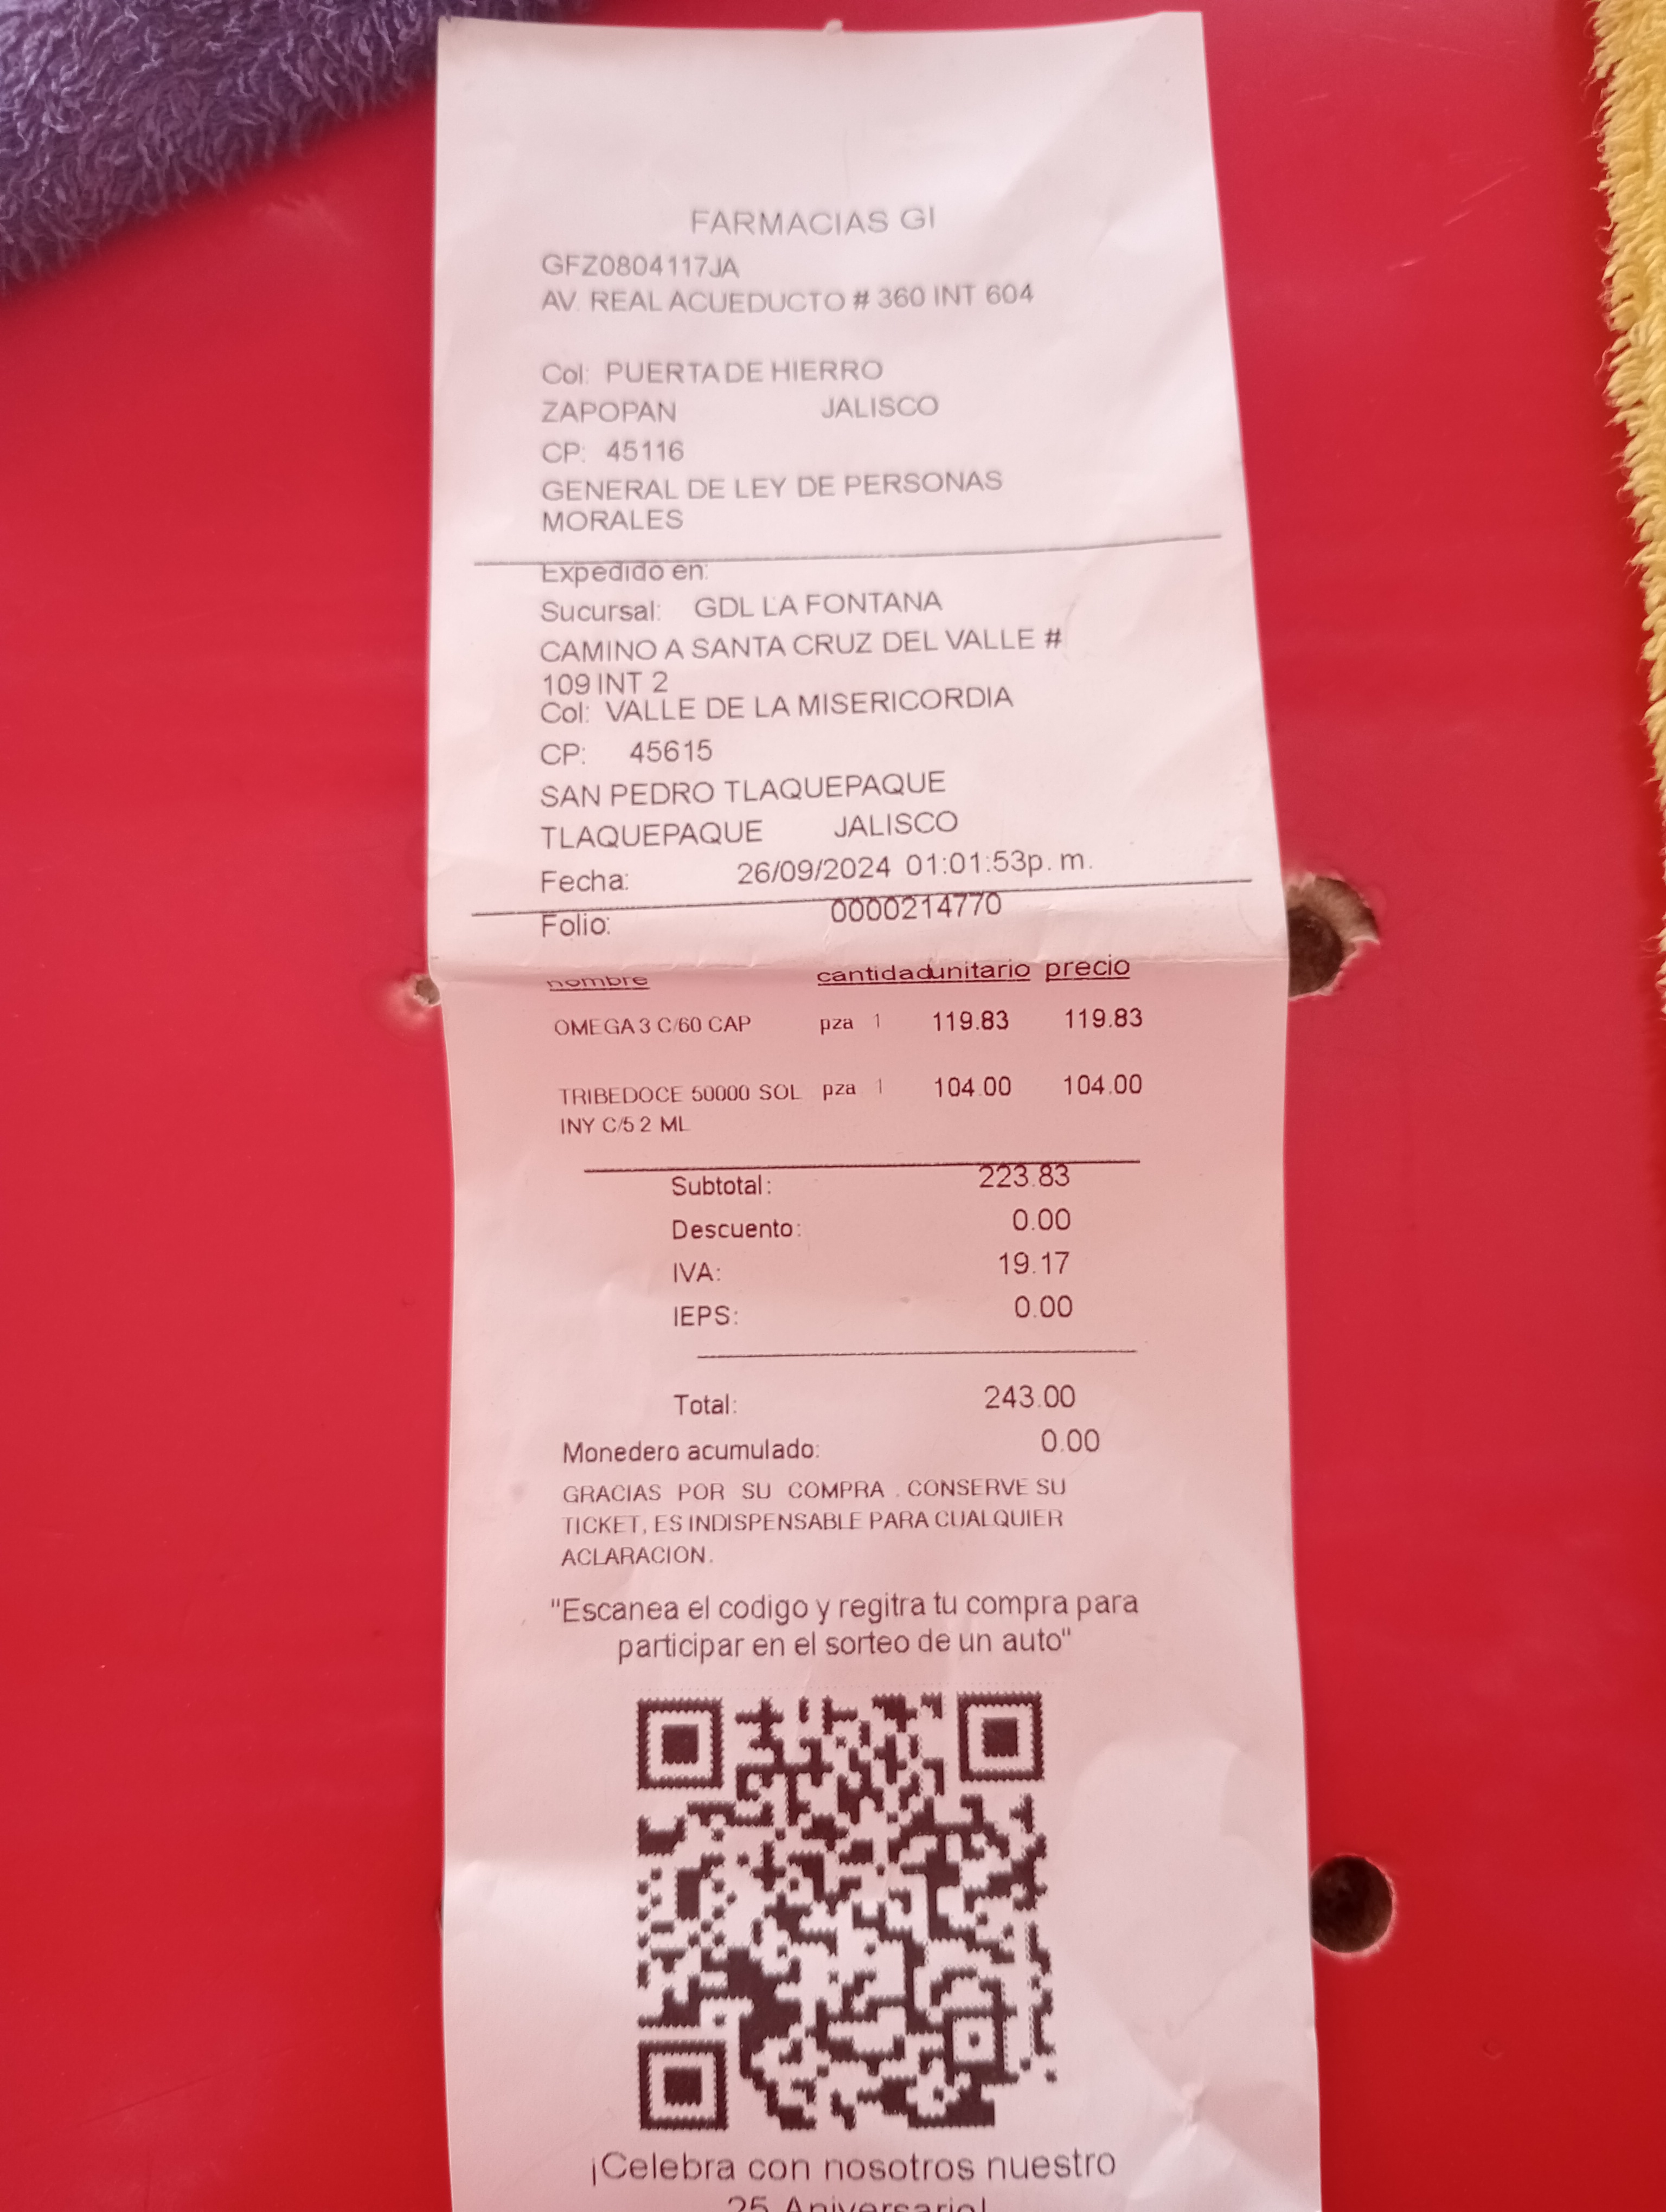 FARMACIAS GI
GFZ0804117JA
AV. REAL ACUEDUCTO # 360 INT 604
Col: PUERTA DE HIERRO
ZAPOPAN JALISCO
CP: 45116
GENERAL DE LEY DE PERSONAS
MORALES
Expedido en:
Sucursal: GDL LA FONTANA
CAMINO A SANTA CRUZ DEL VALLE #
109 INT 2
Col: VALLE DE LA MISERICORDIA
CP: 45615
SAN PEDRO TLAQUEPAQUE
TLAQUEPAQUE JALISCO
Fecha: 26/09/2024 01:01:53p. m.
Folio: 0000214770
nombre cantidad unitario precio
OMEGA 3 C/60 CAP pza 1 119.83 119.83
TRIBEDOCE 50000 SOL pza 1 104.00 104.00
INY C/5 2 ML
Subtotal: 223.83
Descuento: 0.00
IVA: 19.17
IEPS: 0.00
Total: 243.00
Monedero acumulado: 0.00
GRACIAS POR SU COMPRA . CONSERVE SU
TICKET, ES INDISPENSABLE PARA CUALQUIER
ACLARACION.
"Escanea el codigo y regitra tu compra para
participar en el sorteo de un auto"
¡Celebra con nosotros nuestro
25 Aniversario!